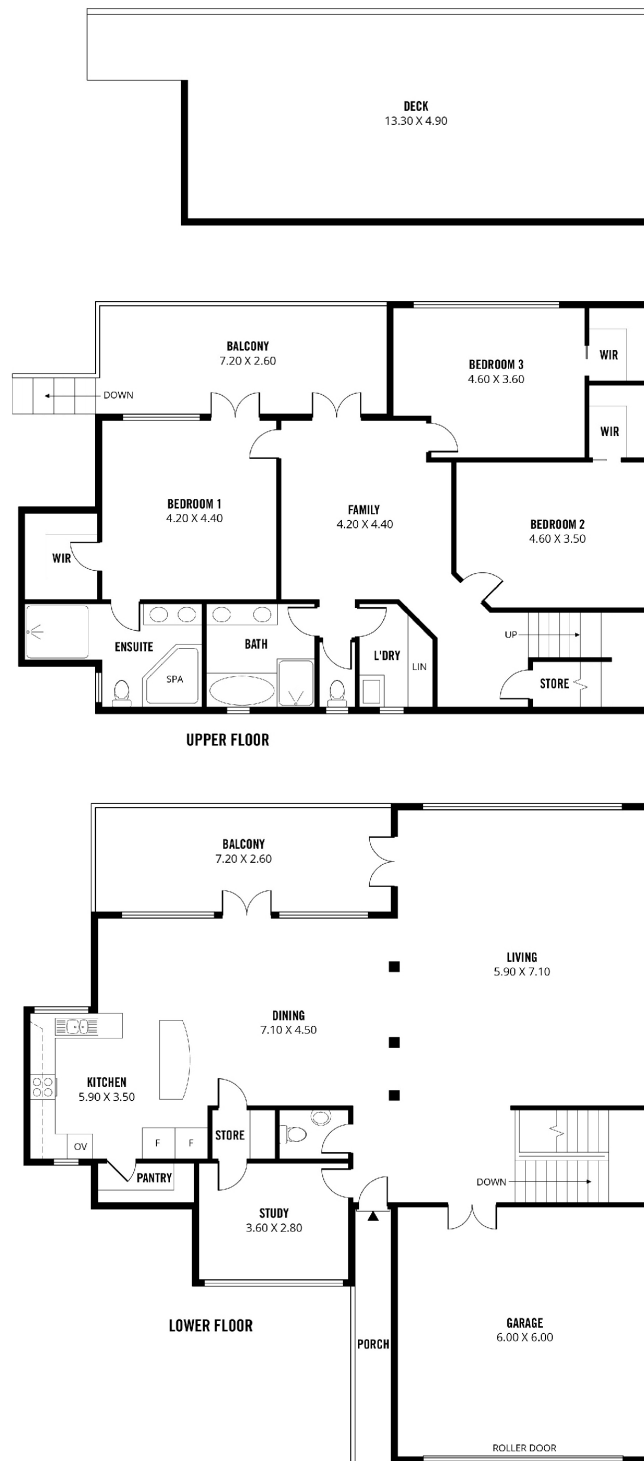 DECK
13.30 X 4.90
BALCONY
7.20 X 2.60
DOWN
BEDROOM 3
4.60 X 3.60
WIR
WIR
BEDROOM 1
4.20 X 4.40
FAMILY
4.20 X 4.40
BEDROOM 2
4.60 X 3.50
WIR
ENSUITE
SPA
BATH
L'DRY
LIN
UP
STORE
UPPER FLOOR
BALCONY
7.20 X 2.60
LIVING
5.90 X 7.10
DINING
7.10 X 4.50
KITCHEN
5.90 X 3.50
OV
F
F
STORE
PANTRY
DOWN
STUDY
3.60 X 2.80
LOWER FLOOR
PORCH
GARAGE
6.00 X 6.00
ROLLER DOOR